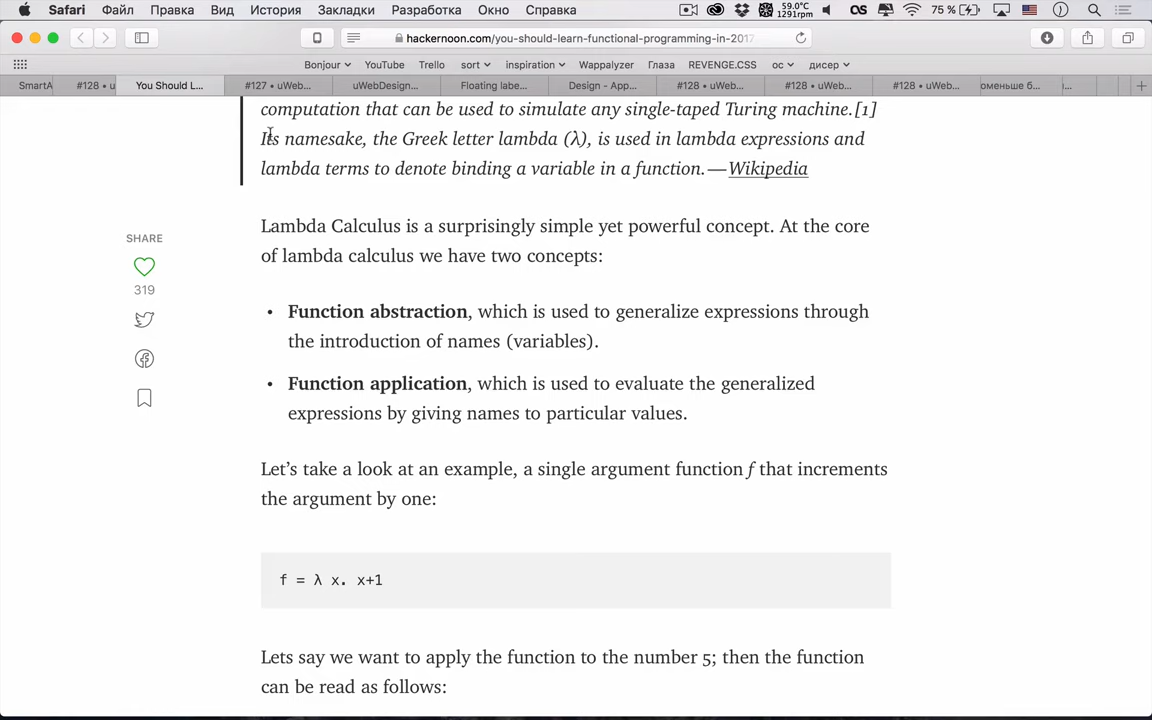 Safari Файл Правка Вид История Закладки Разработка Окно Справка 59.0°C 1291rpm 75 %
hackernoon.com/you-should-learn-functional-programming-in-2017
Bonjour YouTube Trello sort inspiration Wappalyzer Глаза REVENGE.CSS ос дисер
SmartA #128 • u You Should L... #127 • uWeb... uWebDesign... Floating labe... Design - App... #128 • uWeb... #128 • uWeb... #128 • uWeb... оменьше б...
computation that can be used to simulate any single-taped Turing machine.[1]
Its namesake, the Greek letter lambda (λ), is used in lambda expressions and
lambda terms to denote binding a variable in a function. — Wikipedia
Lambda Calculus is a surprisingly simple yet powerful concept. At the core
of lambda calculus we have two concepts:
SHARE
319
• Function abstraction, which is used to generalize expressions through
the introduction of names (variables).
• Function application, which is used to evaluate the generalized
expressions by giving names to particular values.
Let’s take a look at an example, a single argument function f that increments
the argument by one:
f = λ x. x+1
Lets say we want to apply the function to the number 5; then the function
can be read as follows: